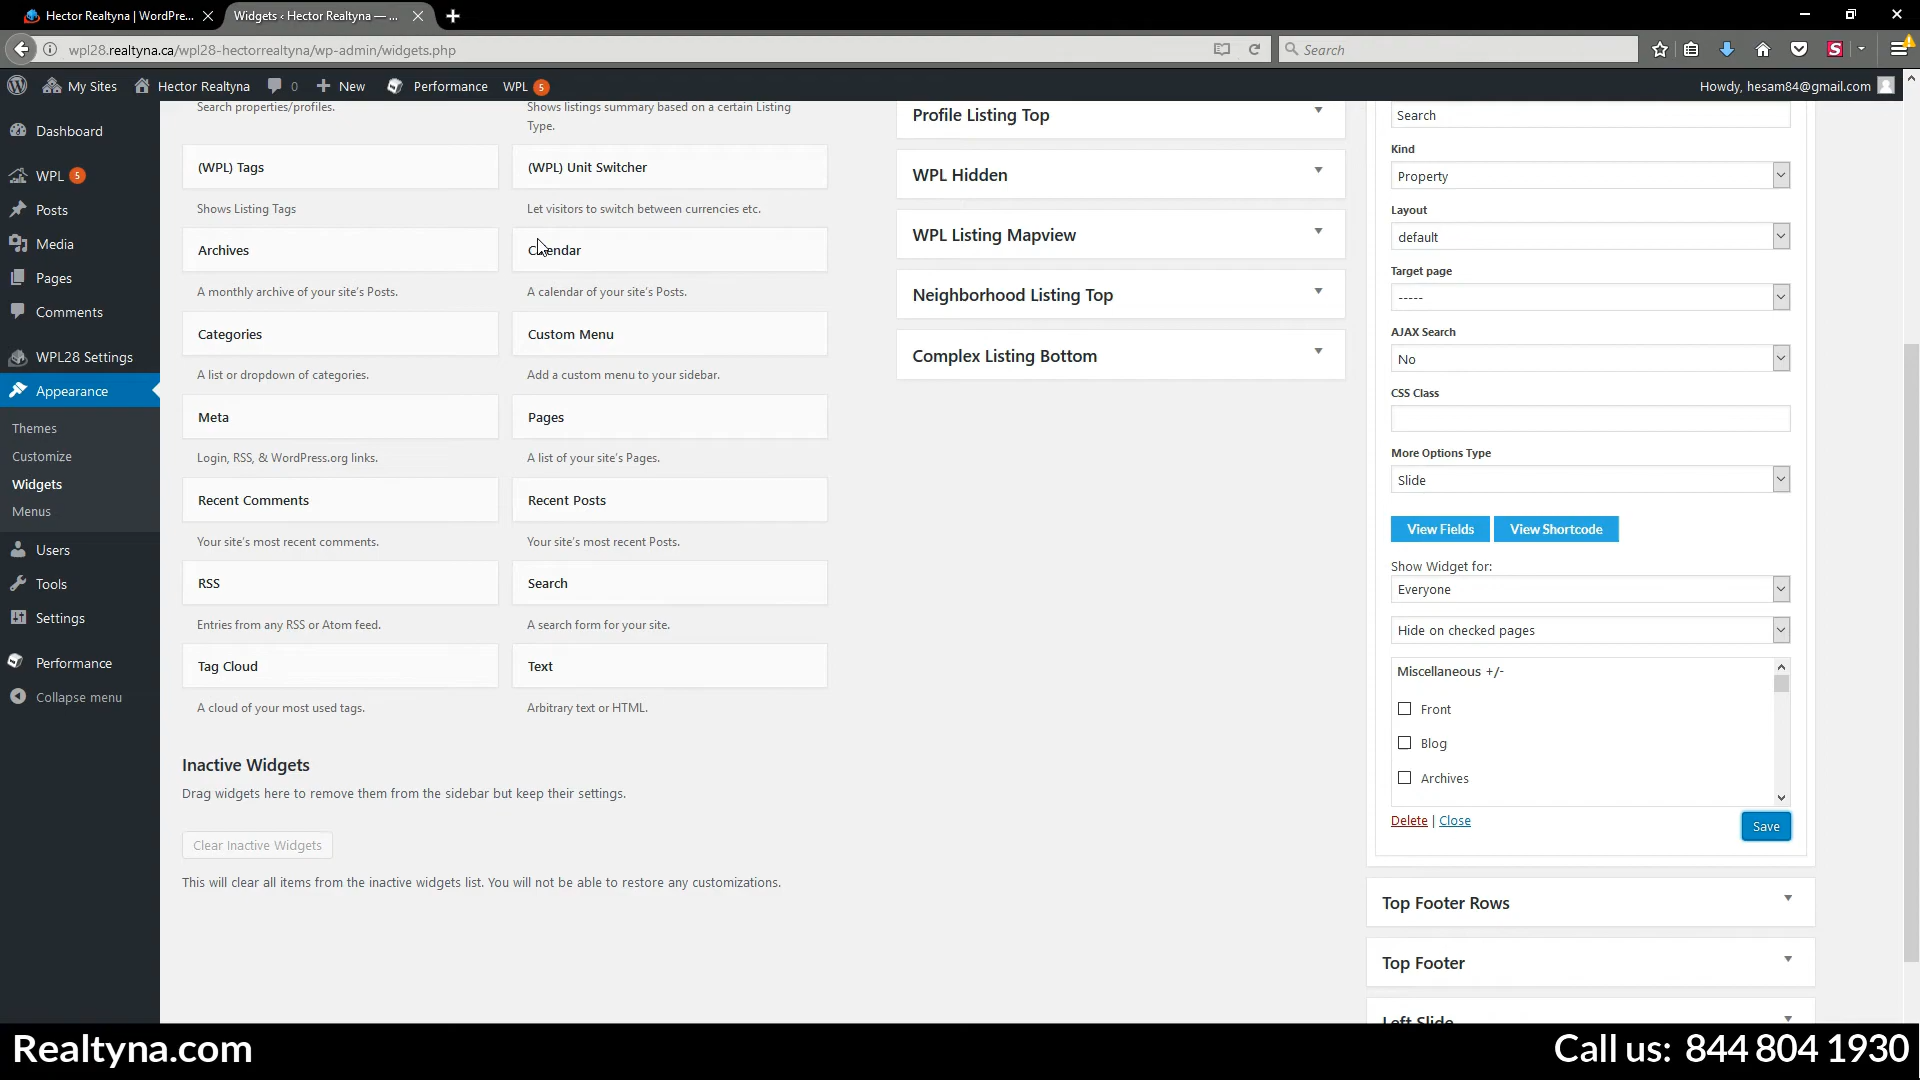 Hector Realtyna | WordPre...
Widgets ‹ Hector Realtyna — ...
wpl28.realtyna.ca/wpl28-hectorrealtyna/wp-admin/widgets.php
Search
My Sites
Hector Realtyna
0
New
Performance
WPL 5
Howdy, hesam84@gmail.com
Dashboard
WPL 5
Posts
Media
Pages
Comments
WPL28 Settings
Appearance
Themes
Customize
Widgets
Menus
Users
Tools
Settings
Performance
Collapse menu
Search properties/profiles.
Shows listings summary based on a certain Listing
Type.
(WPL) Tags
(WPL) Unit Switcher
Shows Listing Tags
Let visitors to switch between currencies etc.
Archives
Calendar
A monthly archive of your site's Posts.
A calendar of your site's Posts.
Categories
Custom Menu
A list or dropdown of categories.
Add a custom menu to your sidebar.
Meta
Pages
Login, RSS, & WordPress.org links.
A list of your site's Pages.
Recent Comments
Recent Posts
Your site's most recent comments.
Your site's most recent Posts.
RSS
Search
Entries from any RSS or Atom feed.
A search form for your site.
Tag Cloud
Text
A cloud of your most used tags.
Arbitrary text or HTML.
Inactive Widgets
Drag widgets here to remove them from the sidebar but keep their settings.
Clear Inactive Widgets
This will clear all items from the inactive widgets list. You will not be able to restore any customizations.
Profile Listing Top
WPL Hidden
WPL Listing Mapview
Neighborhood Listing Top
Complex Listing Bottom
Search
Kind
Property
Layout
default
Target page
-----
AJAX Search
No
CSS Class
More Options Type
Slide
View Fields
View Shortcode
Show Widget for:
Everyone
Hide on checked pages
Miscellaneous +/-
Front
Blog
Archives
Delete | Close
Save
Top Footer Rows
Top Footer
Left Slide
Realtyna.com
Call us: 844 804 1930